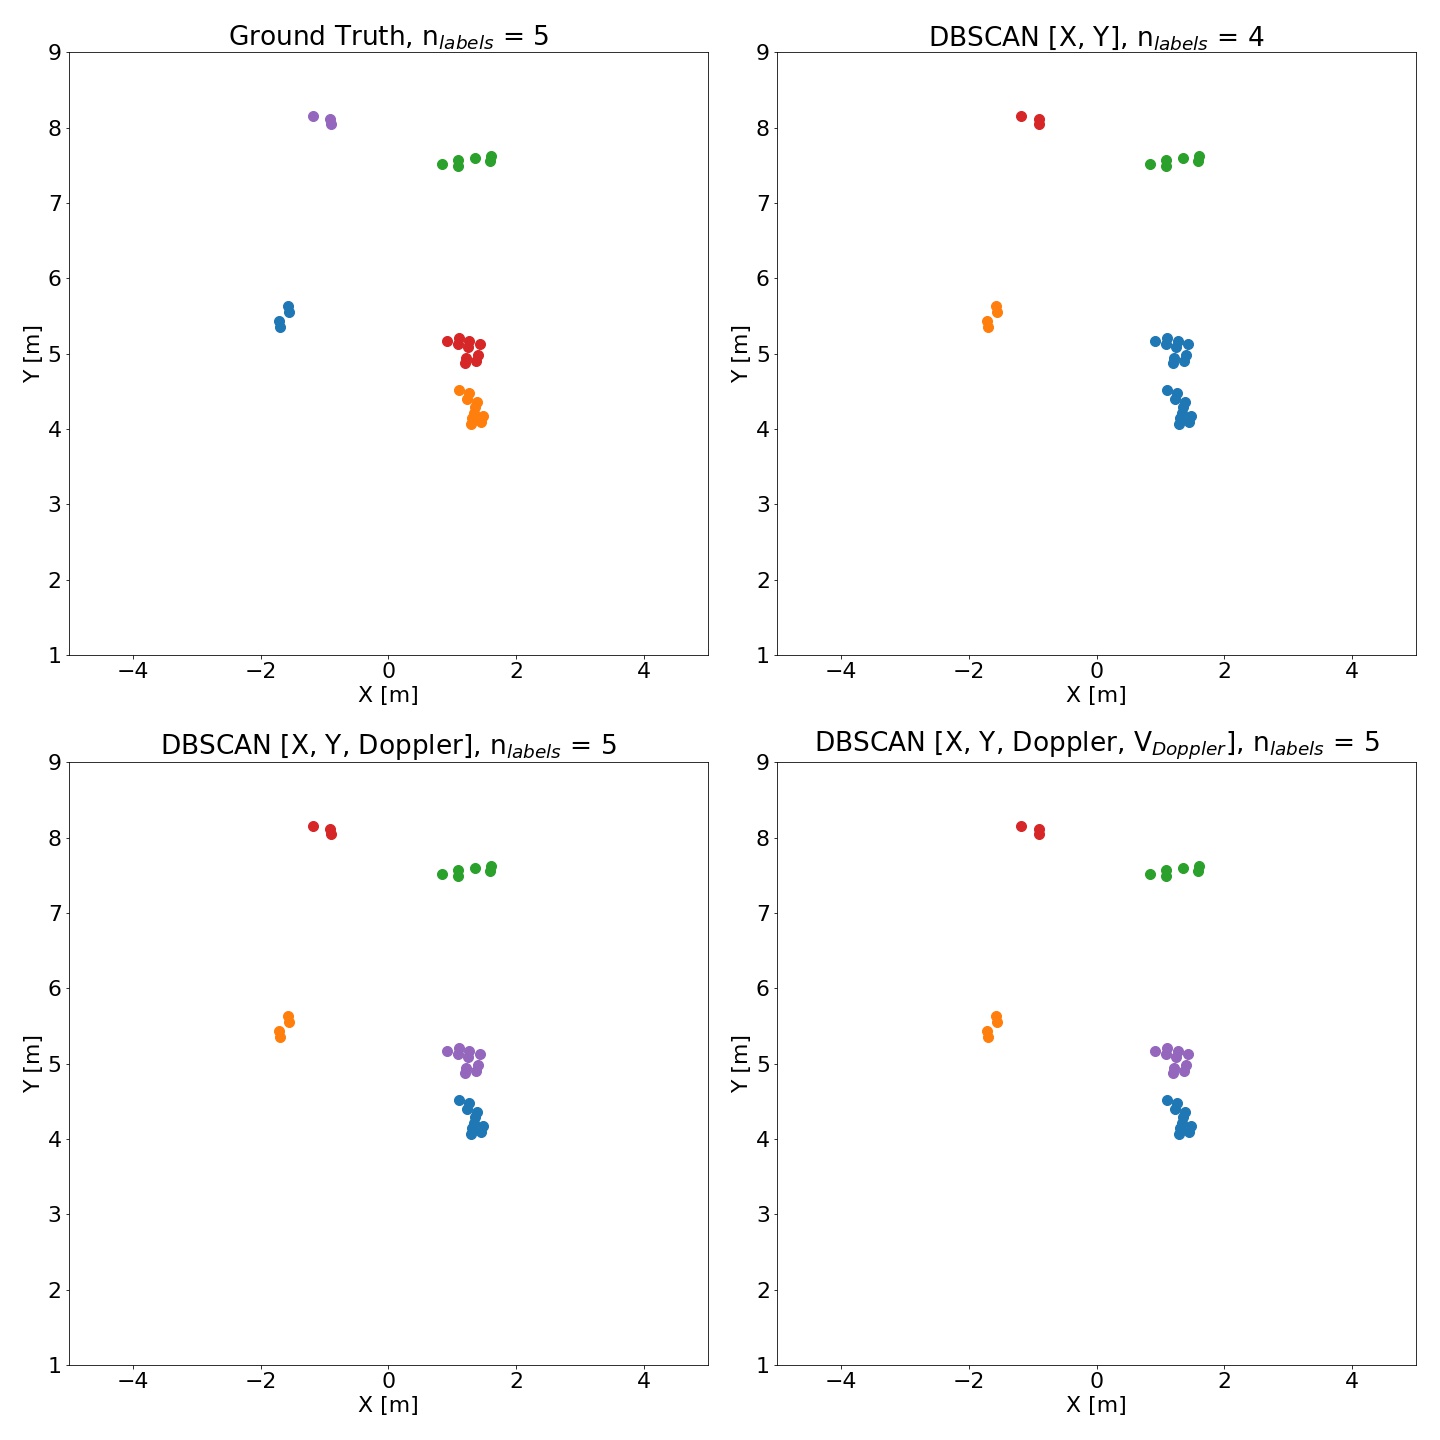 Ground Truth, n_labels = 5
9
8
7
6
5
4
3
2
1
Y [m]
−4 −2 0 2 4
X [m]
DBSCAN [X, Y], n_labels = 4
9
8
7
6
5
4
3
2
1
Y [m]
−4 −2 0 2 4
X [m]
DBSCAN [X, Y, Doppler], n_labels = 5
9
8
7
6
5
4
3
2
1
Y [m]
−4 −2 0 2 4
X [m]
DBSCAN [X, Y, Doppler, V_Doppler], n_labels = 5
9
8
7
6
5
4
3
2
1
Y [m]
−4 −2 0 2 4
X [m]